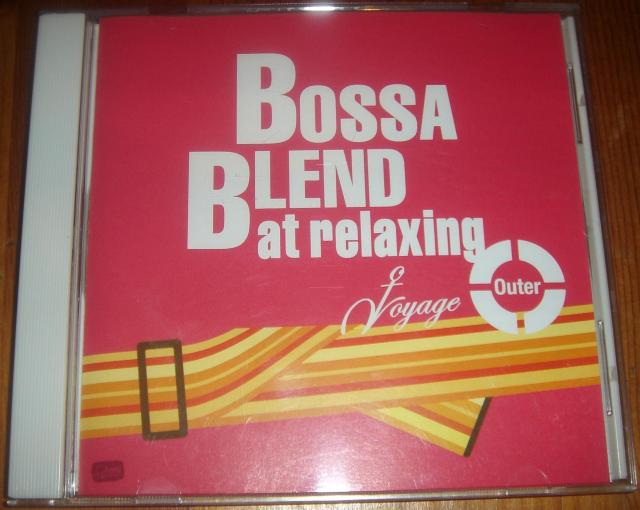 BOSSA
BLEND
at relaxing
Outer
Voyage